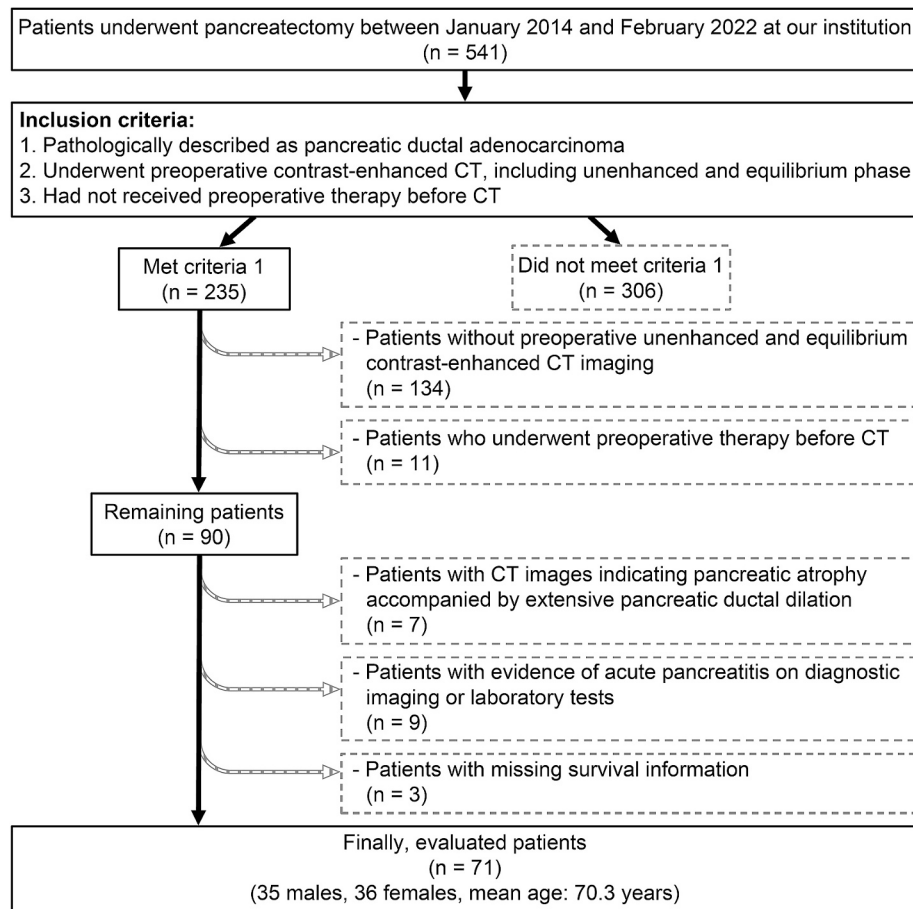 Patients underwent pancreatectomy between January 2014 and February 2022 at our institution
(n = 541)
Inclusion criteria:
1. Pathologically described as pancreatic ductal adenocarcinoma
2. Underwent preoperative contrast-enhanced CT, including unenhanced and equilibrium phase
3. Had not received preoperative therapy before CT
Met criteria 1
(n = 235)
Did not meet criteria 1
(n = 306)
- Patients without preoperative unenhanced and equilibrium
contrast-enhanced CT imaging
(n = 134)
- Patients who underwent preoperative therapy before CT
(n = 11)
Remaining patients
(n = 90)
- Patients with CT images indicating pancreatic atrophy
accompanied by extensive pancreatic ductal dilation
(n = 7)
- Patients with evidence of acute pancreatitis on diagnostic
imaging or laboratory tests
(n = 9)
- Patients with missing survival information
(n = 3)
Finally, evaluated patients
(n = 71)
(35 males, 36 females, mean age: 70.3 years)